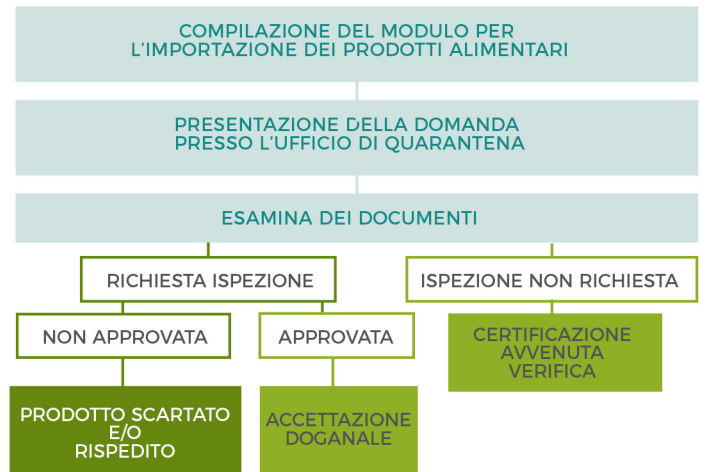 COMPILAZIONE DEL MODULO PER
L'IMPORTAZIONE DEI PRODOTTI ALIMENTARI
PRESENTAZIONE DELLA DOMANDA
PRESSO L'UFFICIO DI QUARANTENA
ESAMINA DEI DOCUMENTI
RICHIESTA ISPEZIONE
ISPEZIONE NON RICHIESTA
NON APPROVATA
APPROVATA
CERTIFICAZIONE
AVVENUTA
VERIFICA
PRODOTTO SCARTATO
E/O
RISPEDITO
ACCETTAZIONE
DOGANALE